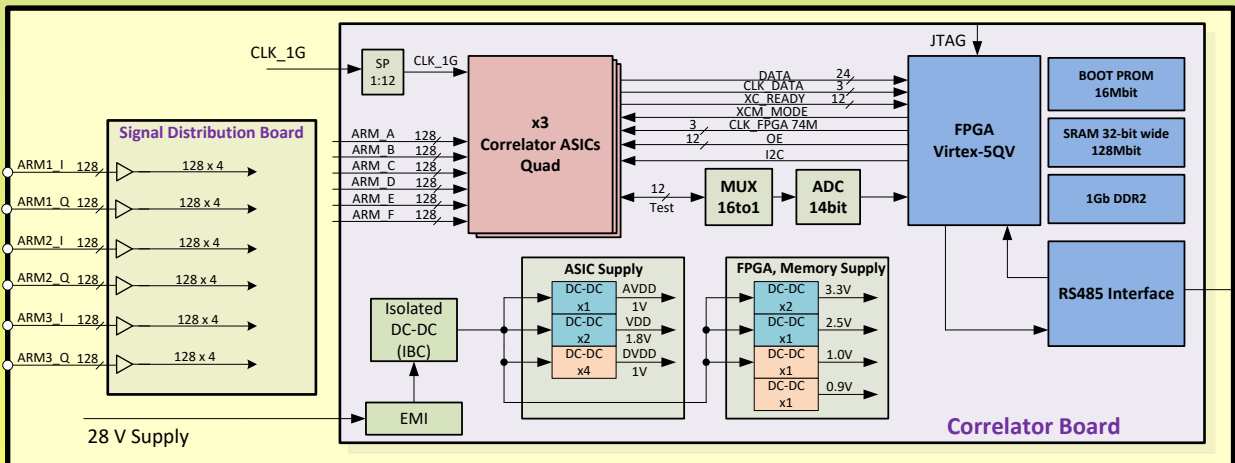 CLK_1G
SP
1:12
CLK_1G
Signal Distribution Board
ARM1_I 128
128 x 4
ARM1_Q 128
128 x 4
ARM2_I 128
128 x 4
ARM2_Q 128
128 x 4
ARM3_I 128
128 x 4
ARM3_Q 128
128 x 4
28 V Supply
ARM_A 128
ARM_B 128
ARM_C 128
ARM_D 128
ARM_E 128
ARM_F 128
x3
Correlator ASICs
Quad
DATA 24
CLK_DATA 3
XC_READY 12
XCM_MODE
3 CLK_FPGA 74M
12 OE
I2C
12
Test
MUX
16to1
ADC
14bit
JTAG
FPGA
Virtex-5QV
BOOT PROM
16Mbit
SRAM 32-bit wide
128Mbit
1Gb DDR2
RS485 Interface
EMI
Isolated
DC-DC
(IBC)
ASIC Supply
DC-DC
x1
AVDD
1V
DC-DC
x2
VDD
1.8V
DC-DC
x4
DVDD
1V
FPGA, Memory Supply
DC-DC
x2
3.3V
DC-DC
x1
2.5V
DC-DC
x1
1.0V
DC-DC
x1
0.9V
Correlator Board